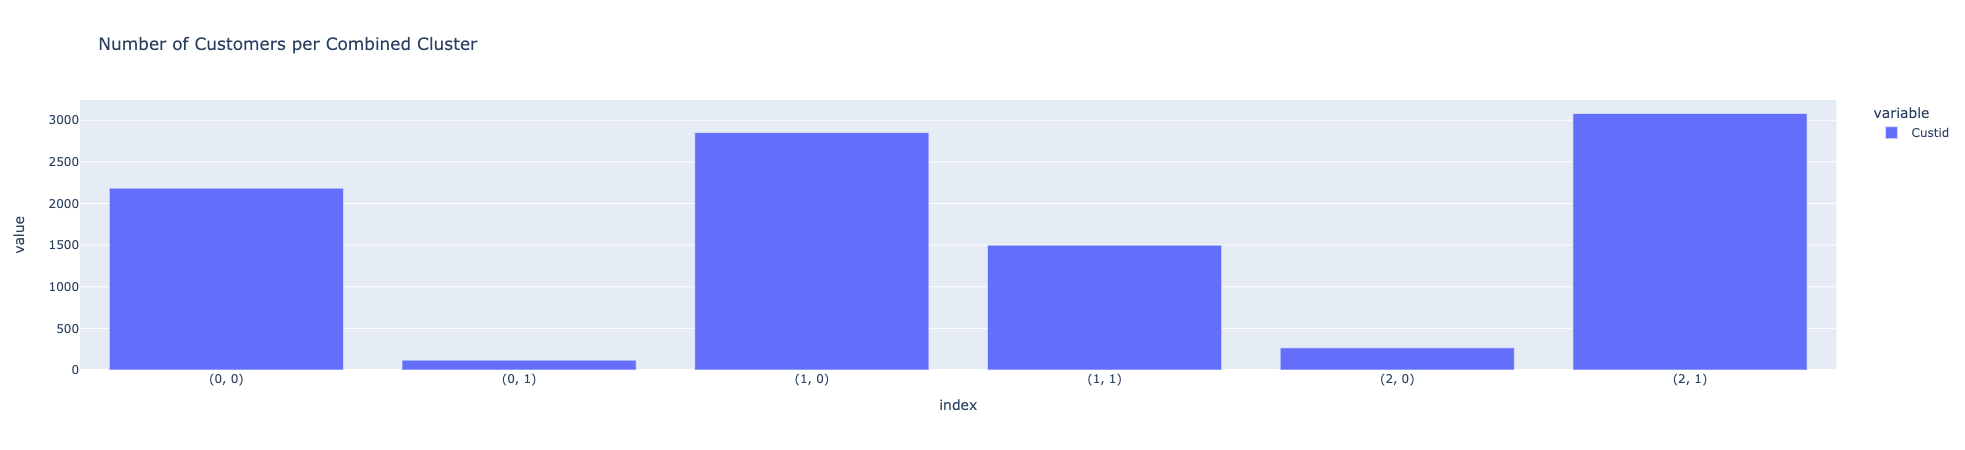 Number of Customers per Combined Cluster
variable
Custid
value
3000
2500
2000
1500
1000
500
0
(0, 0)
(0, 1)
(1, 0)
(1, 1)
(2, 0)
(2, 1)
index